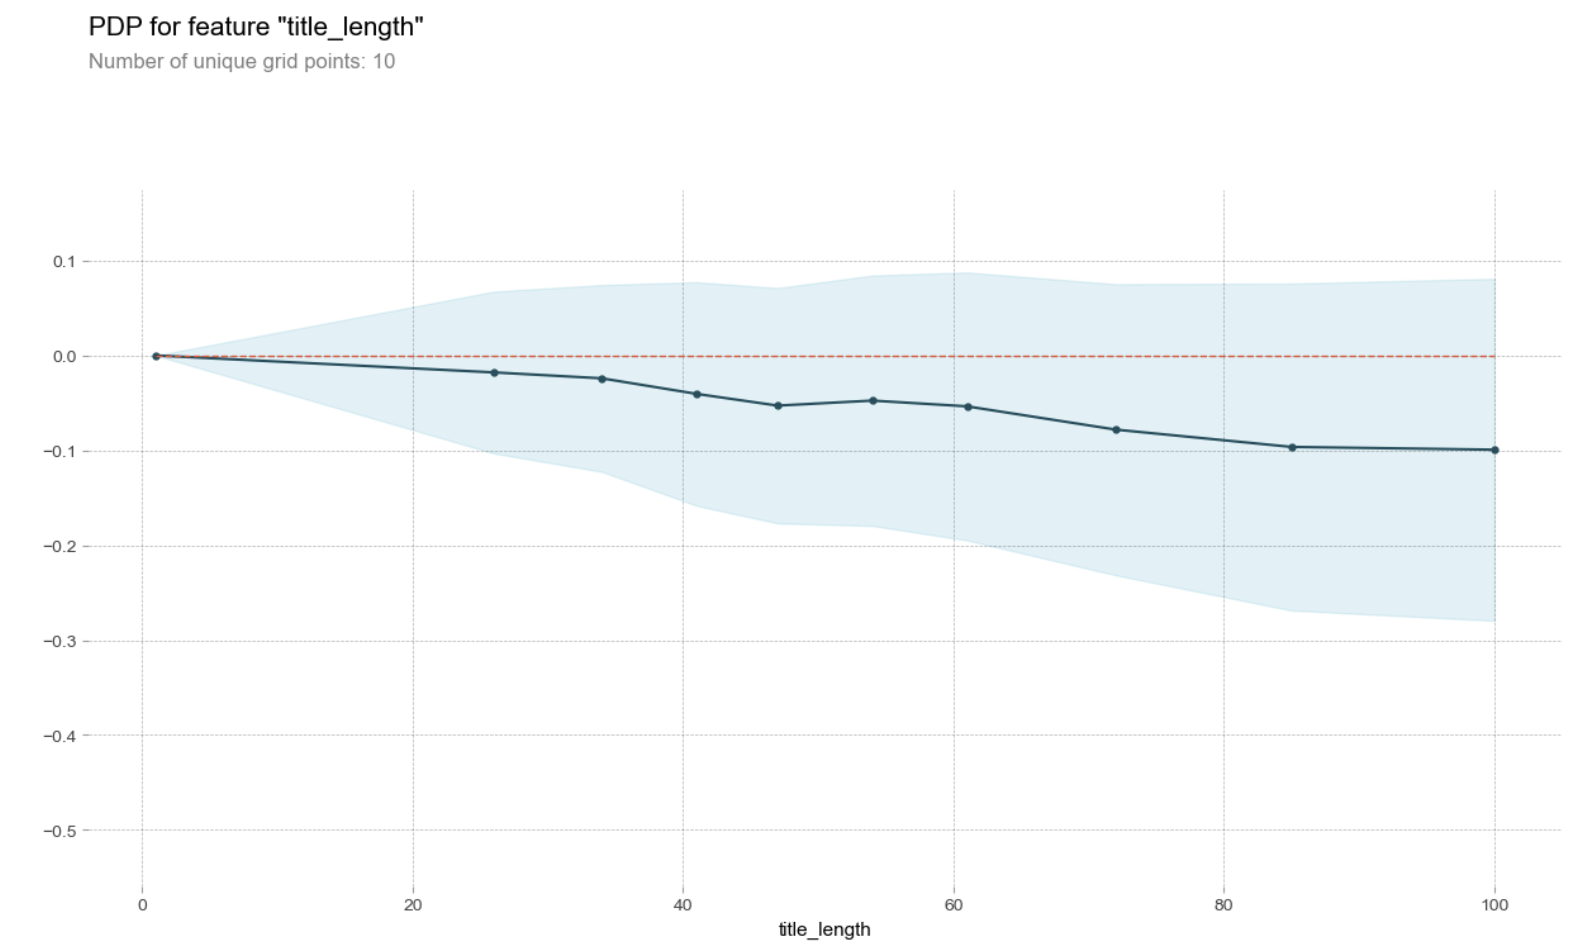 PDP for feature "title_length"
Number of unique grid points: 10
0.1
0.0
−0.1
−0.2
−0.3
−0.4
−0.5
0 20 40 60 80 100
title_length